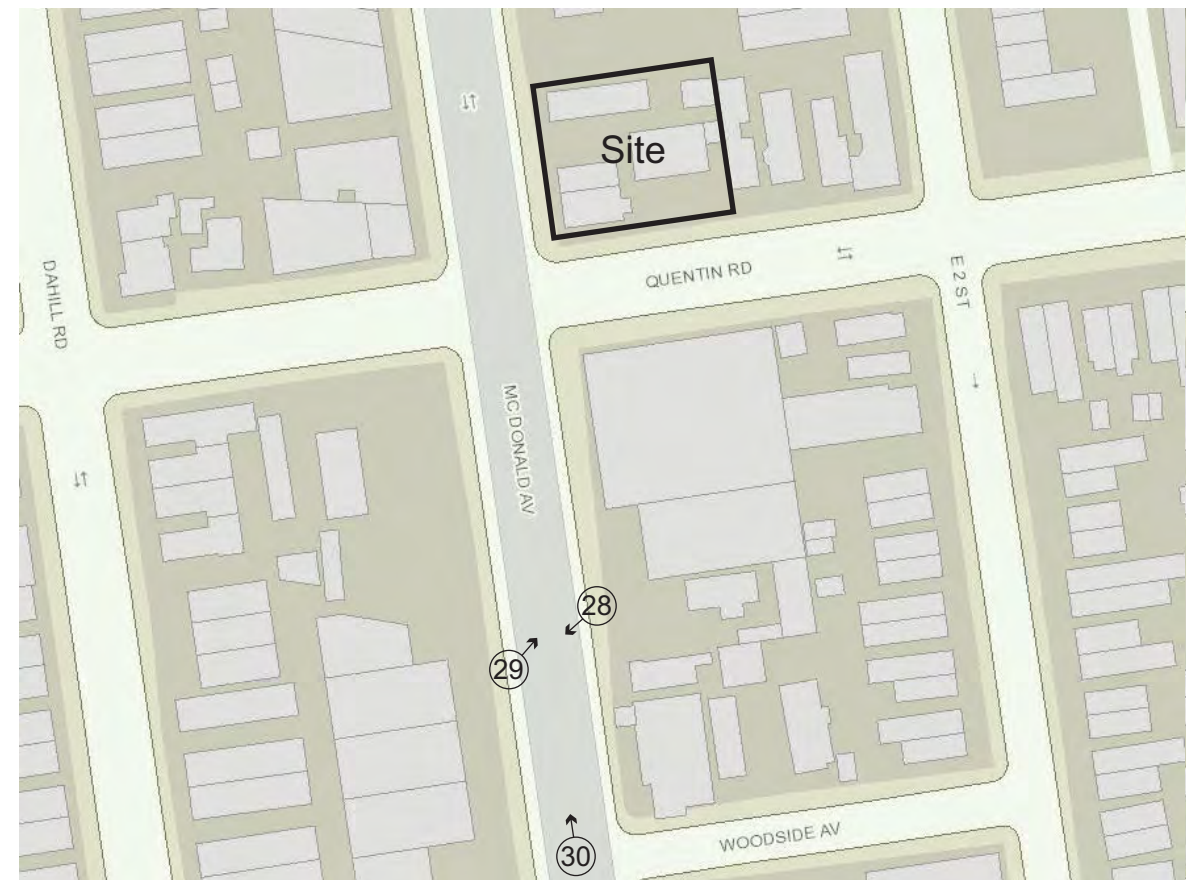 Site
QUENTIN RD
E 2 ST
DAHILL RD
MC DONALD AV
28
29
30
WOODSIDE AV